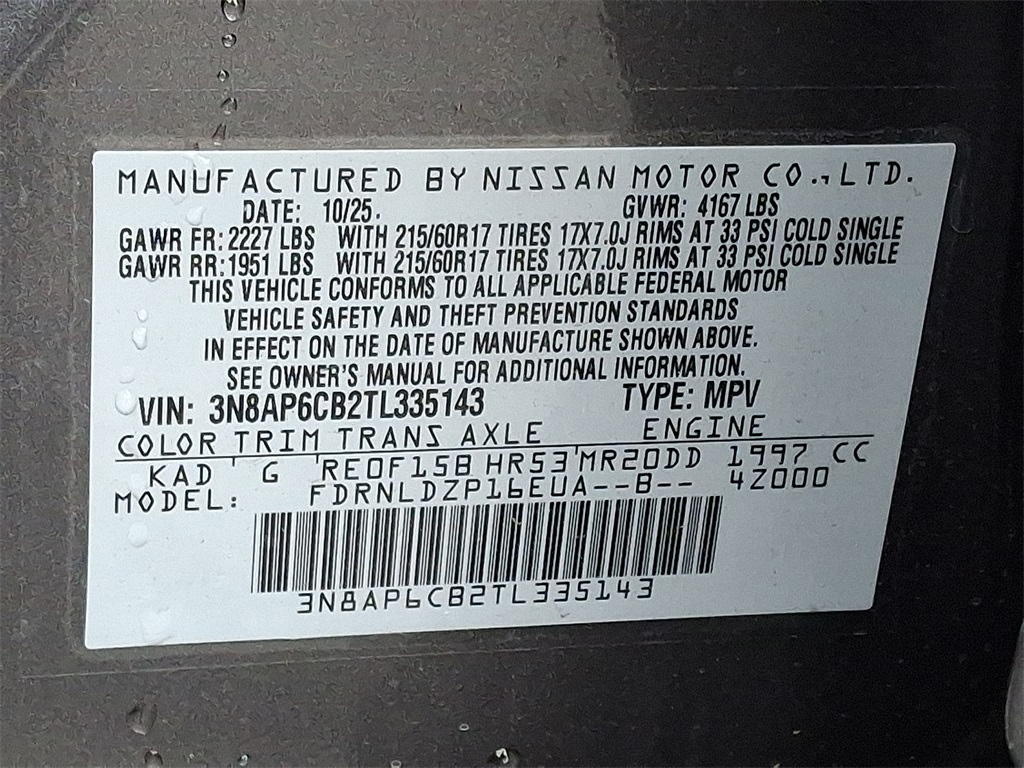 MANUFACTURED BY NISSAN MOTOR CO., LTD.
DATE: 10/25. GVWR: 4167 LBS
GAWR FR: 2227 LBS WITH 215/60R17 TIRES 17X7.0J RIMS AT 33 PSI COLD SINGLE
GAWR RR: 1951 LBS WITH 215/60R17 TIRES 17X7.0J RIMS AT 33 PSI COLD SINGLE
THIS VEHICLE CONFORMS TO ALL APPLICABLE FEDERAL MOTOR
VEHICLE SAFETY AND THEFT PREVENTION STANDARDS
IN EFFECT ON THE DATE OF MANUFACTURE SHOWN ABOVE.
SEE OWNER'S MANUAL FOR ADDITIONAL INFORMATION.
VIN: 3N8AP6CB2TL335143 TYPE: MPV
COLOR TRIM TRANS AXLE ENGINE
KAD ' G ' RE0F15B HR53 ' MR20DD 1997 CC
MODEL: FDRNLDZP16EUA--B-- 4Z000
3N8AP6CB2TL335143